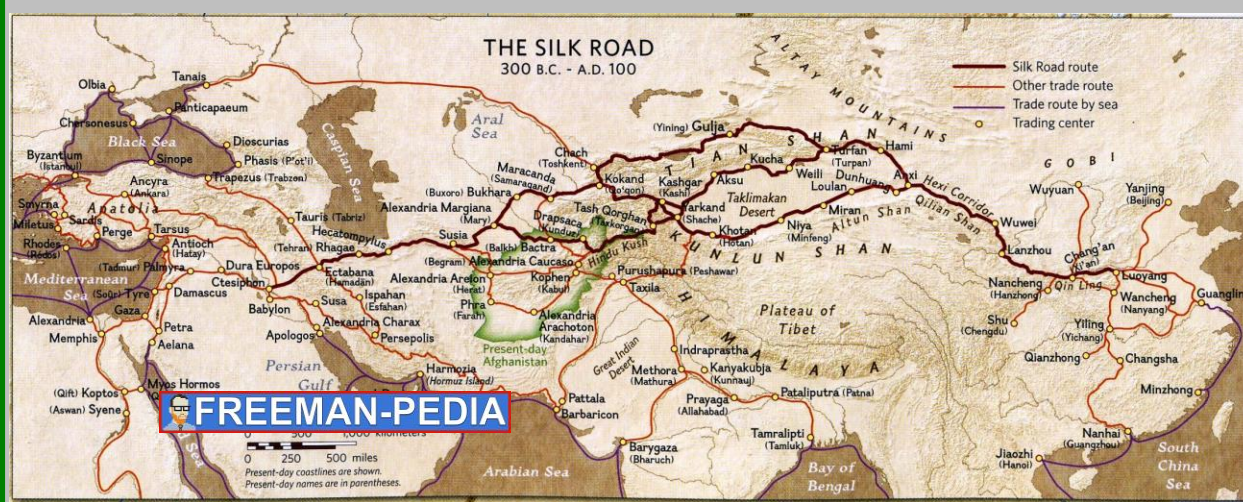 THE SILK ROAD
300 B.C. - A.D. 100
Silk Road route
Other trade route
Trade route by sea
Trading center
ALTAY MOUNTAINS
TIAN SHAN
GOBI
Olbia
Tanais
Panticapaeum
Chersonesus
Black Sea
Dioscurias
Phasis (P'ot'i)
Sinope
Trapezus (Trabzon)
Byzantium
(Istanbul)
Ancyra
(Ankara)
Anatolia
Smyrna
Sardis
Miletus
Perge
Tarsus
Rhodes
(Rodos)
Antioch
(Hatay)
Mediterranean
Sea
(Tadmur) Palmyra
Dura Europos
(Soûr) Tyre
Damascus
Ctesiphon
Babylon
Gaza
Alexandria
Memphis
Petra
Aelana
(Qift) Koptos
(Aswan) Syene
Myos Hormos
Caspian Sea
Aral
Sea
Tauris (Tabriz)
Hecatompylus
(Tehran) Rhagae
Ectabana
(Hamadan)
Susa
Ispahan
(Esfahan)
Apologos
Alexandria Charax
Persepolis
Persian
Gulf
Harmozia
(Hormuz Island)
Chach
(Toshkent)
Maracanda
(Samaraqand)
(Buxoro) Bukhara
Alexandria Margiana
(Mary)
Susia
Kokand
(Qo'qon)
Drapsaca
(Kunduz)
Tash Qorghan
(Taxkorgan)
(Balkh) Bactra
(Begram) Alexandria Caucaso
Hindu Kush
Alexandria Areion
(Herat)
Kophen
(Kabul)
Phra
(Farah)
Alexandria
Arachoton
(Kandahar)
Present-day
Afghanistan
Purushapura (Peshawar)
Taxila
(Yining) Gulja
Kashgar
(Kashi)
Aksu
Kucha
Weili
Turfan
(Turpan)
Hami
Yarkand
(Shache)
Khotan
(Hotan)
Taklimakan
Desert
Loulan
Dunhuang
Anxi
Miran
Niya
(Minfeng)
Altun Shan
KUNLUN SHAN
Hexi Corridor
Qilian Shan
Wuwei
Lanzhou
Wuyuan
Yanjing
(Beijing)
Chang'an
(Xi'an)
Luoyang
Qin Ling
Nancheng
(Hanzhong)
Wancheng
(Nanyang)
Guangling
Shu
(Chengdu)
Yiling
(Yichang)
Qianzhong
Changsha
Minzhong
Nanhai
(Guangzhou)
Jiaozhi
(Hanoi)
South
China
Sea
Plateau of
Tibet
HIMALAYA
Great Indian
Desert
Indraprastha
Methora
(Mathura)
Kanyakubja
(Kunnauj)
Prayaga
(Allahabad)
Pataliputra (Patna)
Tamralipti
(Tamluk)
Pattala
Barbaricon
Barygaza
(Bharuch)
Arabian Sea
Bay of
Bengal
FREEMAN-PEDIA
0 250 500 miles
Present-day coastlines are shown.
Present-day names are in parentheses.